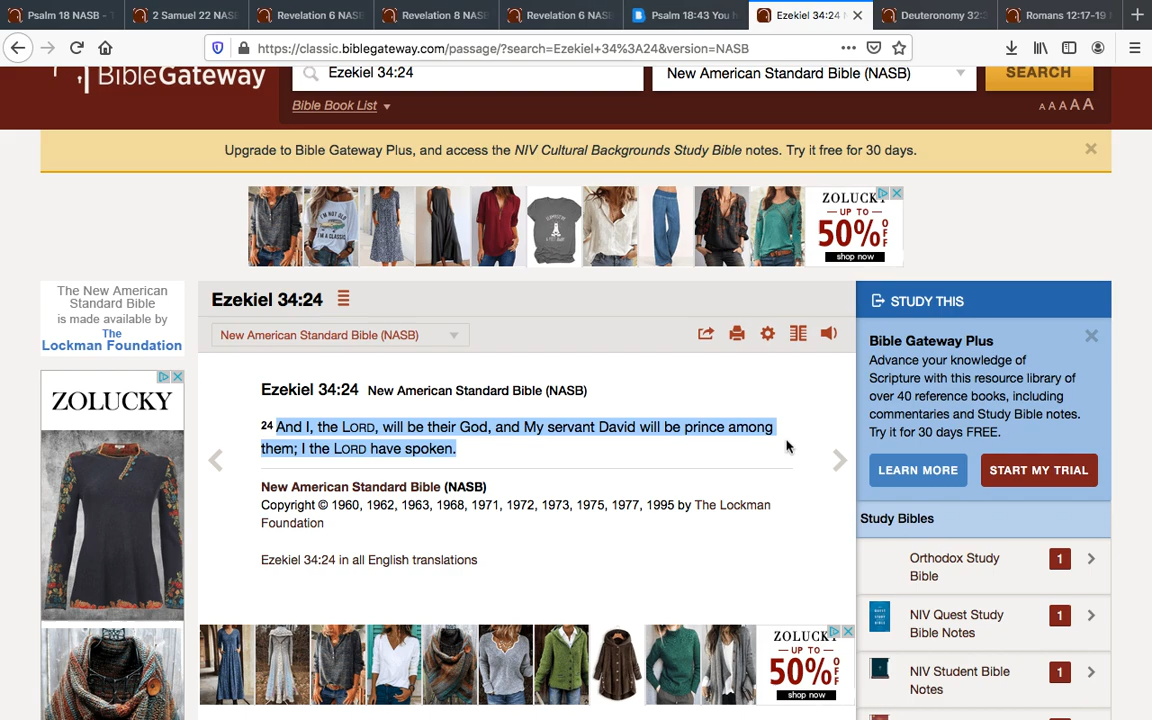 Psalm 18 NAS
2 Samuel 22 NAS
Revelation 6 NAS
Revelation 8 NAS
Revelation 6 NAS
Psalm 18:43 You
Ezekiel 34:24
Deuteronomy 32:
Romans 12:17-19
https://classic.biblegateway.com/passage/?search=Ezekiel+34%3A24&version=NASB
BibleGateway
Ezekiel 34:24
New American Standard Bible (NASB)
SEARCH
Bible Book List
A A A A A
Upgrade to Bible Gateway Plus, and access the NIV Cultural Backgrounds Study Bible notes. Try it free for 30 days.
I'M NOT OLD
I'M A CLASSIC
ZOLUCKY
UP TO
50% OFF
shop now
The New American
Standard Bible
is made available by
The
Lockman Foundation
ZOLUCKY
Ezekiel 34:24
New American Standard Bible (NASB)
Ezekiel 34:24 New American Standard Bible (NASB)
24 And I, the LORD, will be their God, and My servant David will be prince among
them; I the LORD have spoken.
New American Standard Bible (NASB)
Copyright © 1960, 1962, 1963, 1968, 1971, 1972, 1973, 1975, 1977, 1995 by The Lockman
Foundation
Ezekiel 34:24 in all English translations
ZOLUCKY
UP TO
50% OFF
shop now
STUDY THIS
Bible Gateway Plus
Advance your knowledge of
Scripture with this resource library of
over 40 reference books, including
commentaries and Study Bible notes.
Try it for 30 days FREE.
LEARN MORE
START MY TRIAL
Study Bibles
Orthodox Study
Bible
1
NIV Quest Study
Bible Notes
1
NIV Student Bible
Notes
1